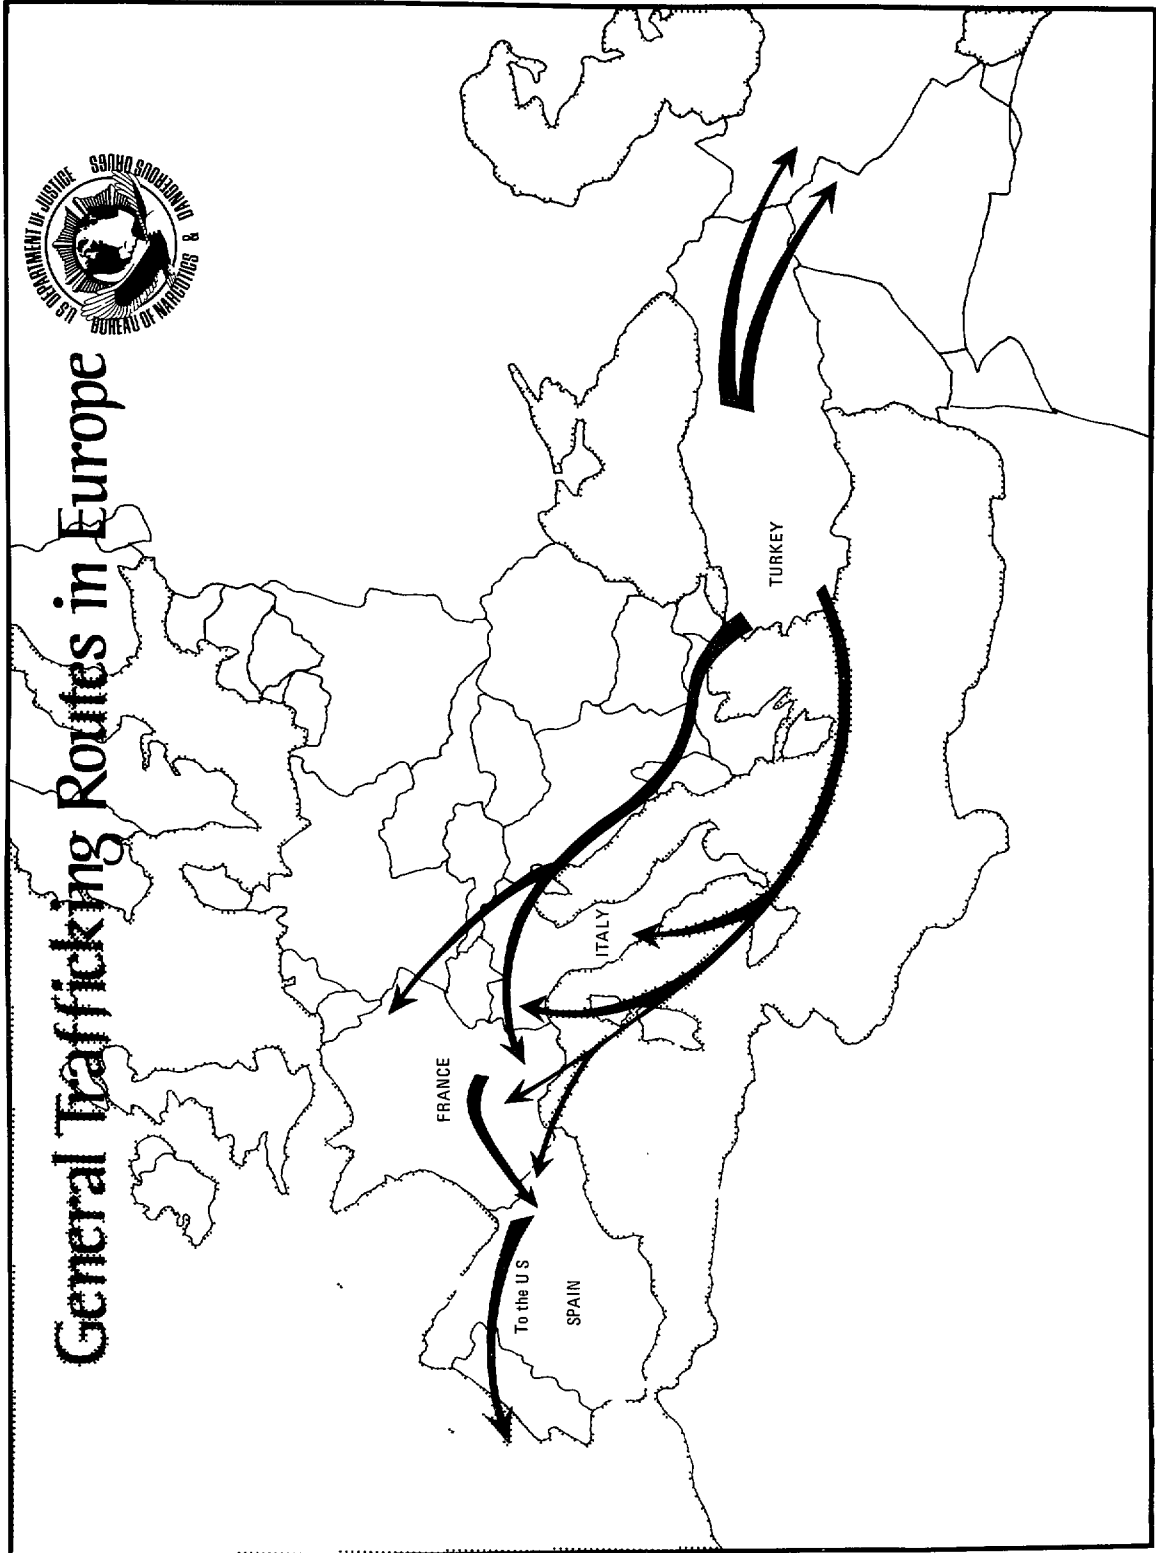 General Trafficking Routes in Europe
U S DEPARTMENT OF JUSTICE
BUREAU OF NARCOTICS & DANGEROUS DRUGS
FRANCE
To the U S
SPAIN
ITALY
TURKEY